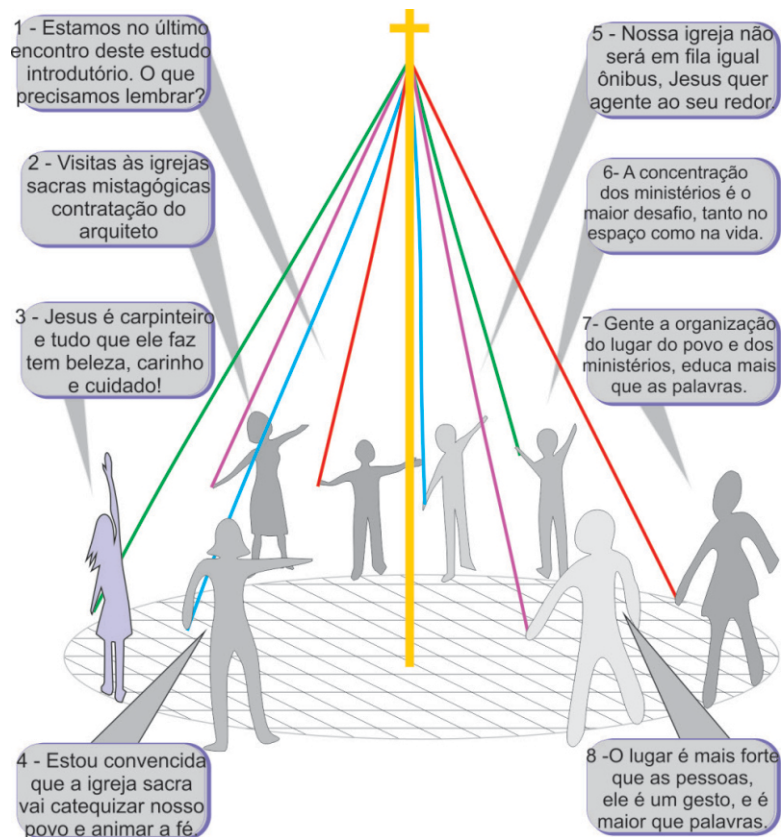 1 - Estamos no último
encontro deste estudo
introdutório. O que
precisamos lembrar?
2 - Visitas às igrejas
sacras mistagógicas
contratação do
arquiteto
3 - Jesus é carpinteiro
e tudo que ele faz
tem beleza, carinho
e cuidado!
4 - Estou convencida
que a igreja sacra
vai catequizar nosso
povo e animar a fé.
5 - Nossa igreja não
será em fila igual
ônibus, Jesus quer
agente ao seu redor.
6- A concentração
dos ministérios é o
maior desafio, tanto no
espaço como na vida.
7- Gente a organização
do lugar do povo e dos
ministérios, educa mais
que as palavras.
8 -O lugar é mais forte
que as pessoas,
ele é um gesto, e é
maior que palavras.